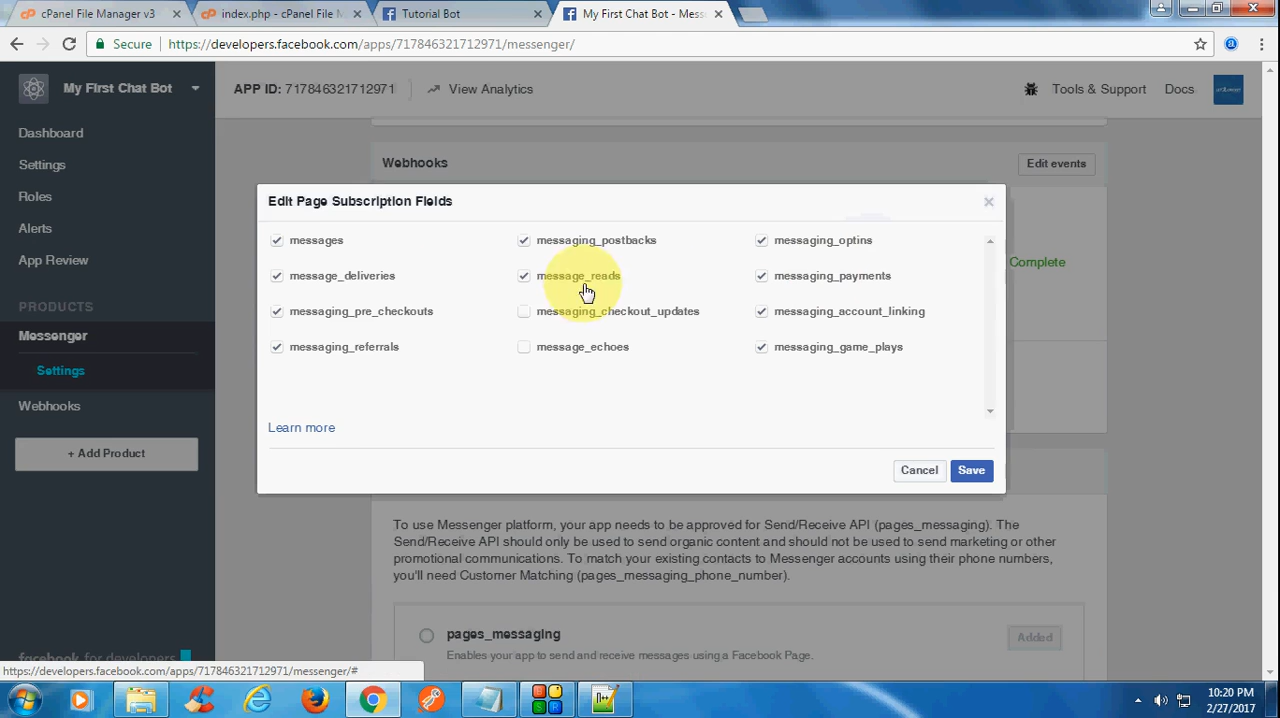 cPanel File Manager v3
index.php - cPanel File M
Tutorial Bot
My First Chat Bot - Mess
Secure
https://developers.facebook.com/apps/717846321712971/messenger/
My First Chat Bot
APP ID: 717846321712971
View Analytics
Tools & Support
Docs
Dashboard
Settings
Roles
Alerts
App Review
PRODUCTS
Messenger
Settings
Webhooks
+ Add Product
Webhooks
Edit events
Edit Page Subscription Fields
messages
messaging_postbacks
messaging_optins
message_deliveries
message_reads
messaging_payments
messaging_pre_checkouts
messaging_checkout_updates
messaging_account_linking
messaging_referrals
message_echoes
messaging_game_plays
Learn more
Cancel
Save
Complete
To use Messenger platform, your app needs to be approved for Send/Receive API (pages_messaging). The
Send/Receive API should only be used to send organic content and should not be used to send marketing or other
promotional communications. To match your existing contacts to Messenger accounts using their phone numbers,
you'll need Customer Matching (pages_messaging_phone_number).
pages_messaging
Added
Enables your app to send and receive messages using a Facebook Page.
facebook for developers
https://developers.facebook.com/apps/717846321712971/messenger/#
10:20 PM
2/27/2017